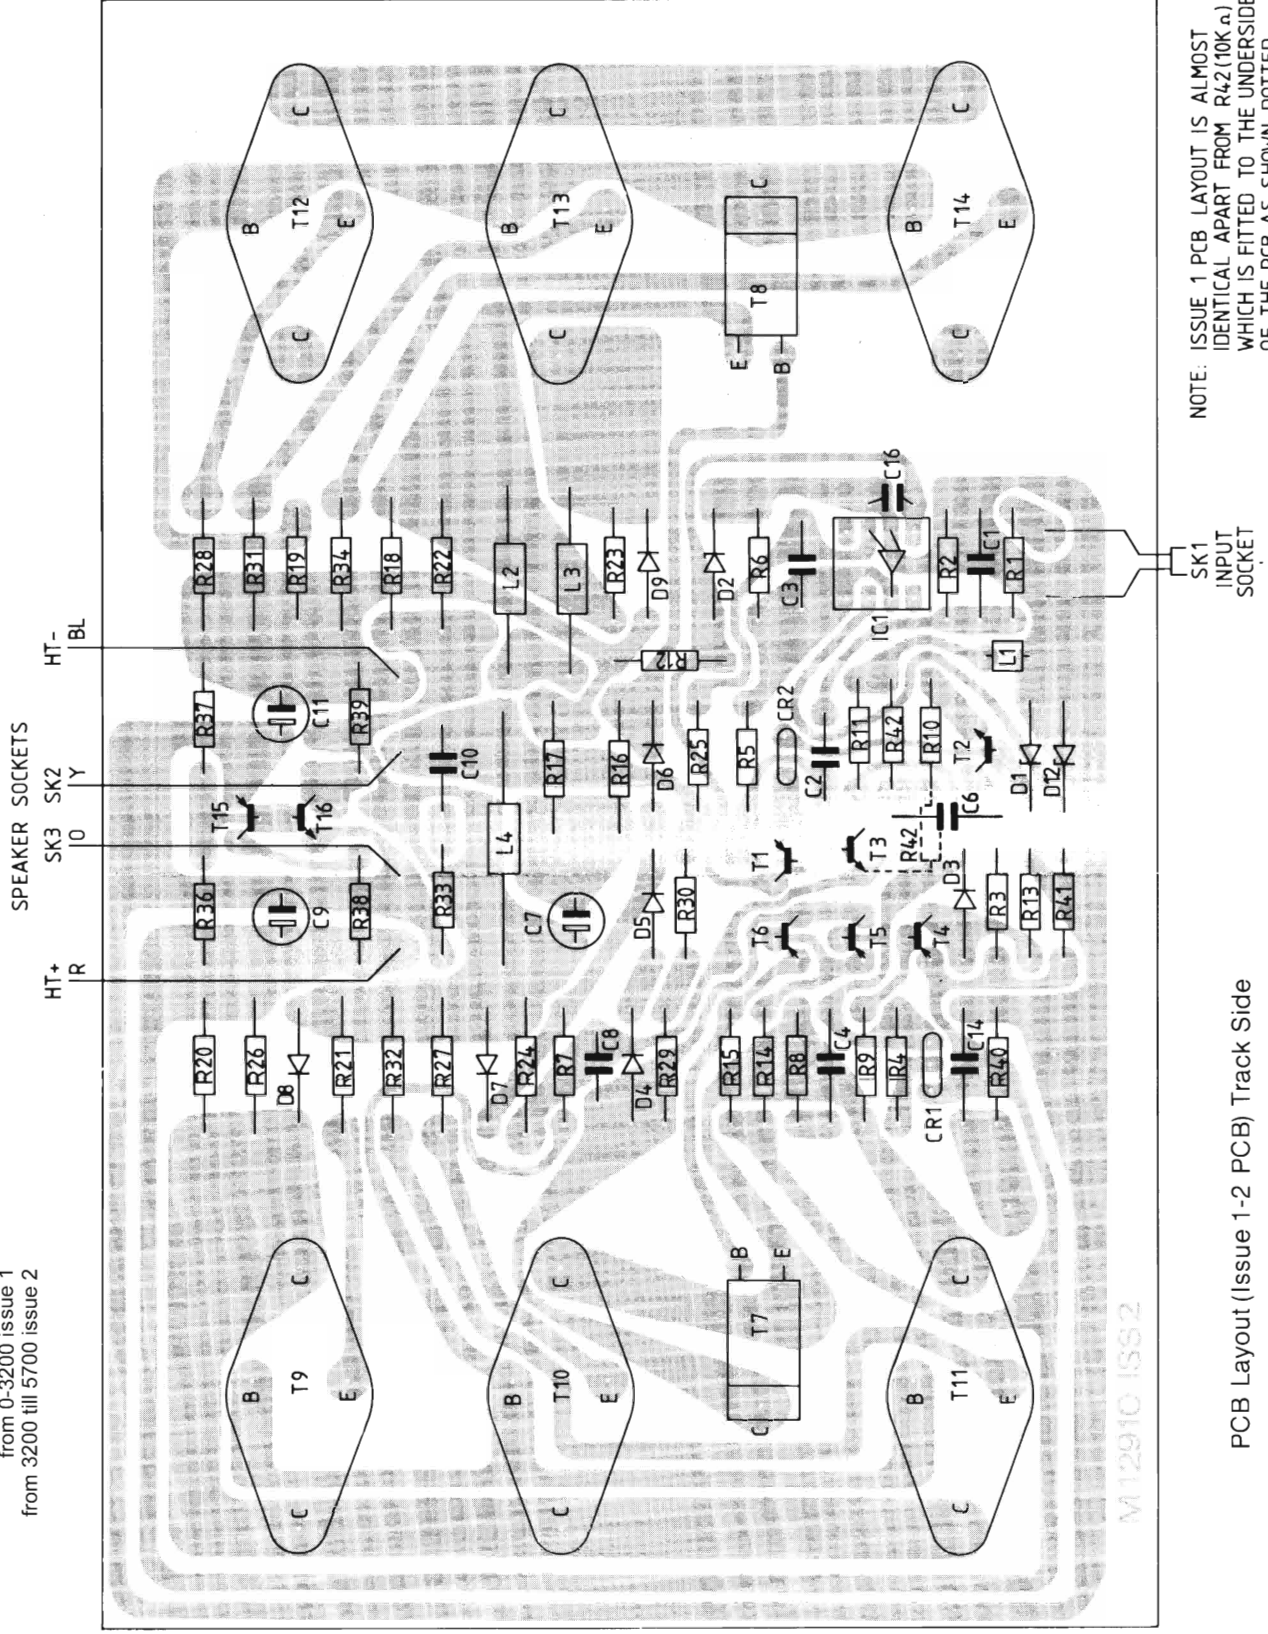 from 0-3200 issue 1
from 3200 till 5700 issue 2
SPEAKER SOCKETS
HT+
R
SK3
0
SK2
Y
HT-
BL
R36
C9
R38
R33
T15
T16
R37
C11
R39
C10
L4
C7
R20
R26
D8
R21
R32
R27
D7
R24
R7
C8
D4
R29
R15
R14
R8
C4
R9
R4
CR1
C14
R40
R28
R31
R19
R34
R18
R22
L2
L3
R23
D9
D2
R6
C3
IC1
C16
R2
C1
R1
R12
L1
R17
R16
D6
R25
R5
CR2
C2
R11
R42
R10
T2
D1
D12
D5
R30
T1
T3
R42
C6
D3
T6
T5
T4
R3
R13
R41
C
B
T9
E
C
C
B
T10
E
C
C
T7
B
E
C
B
T11
E
C
C
B
T12
E
C
C
B
T13
E
C
E
B
T8
C
C
B
T14
E
C
M12910 ISS2
SK1
INPUT
SOCKET
NOTE: ISSUE 1 PCB LAYOUT IS ALMOST
IDENTICAL APART FROM R42(10KΩ)
WHICH IS FITTED TO THE UNDERSIDE
OF THE PCB AS SHOWN DOTTED
PCB Layout (Issue 1-2 PCB) Track Side